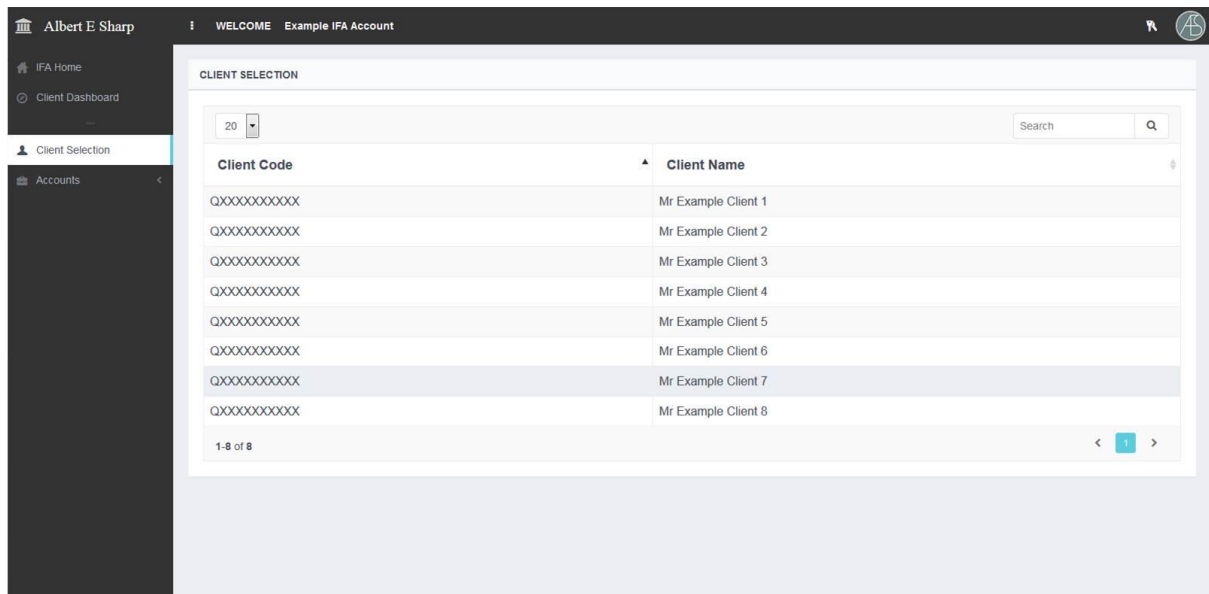 Albert E Sharp
WELCOME Example IFA Account
IFA Home
Client Dashboard
Client Selection
Accounts
CLIENT SELECTION
20
Search
Client Code Client Name
QXXXXXXXXXX Mr Example Client 1
QXXXXXXXXXX Mr Example Client 2
QXXXXXXXXXX Mr Example Client 3
QXXXXXXXXXX Mr Example Client 4
QXXXXXXXXXX Mr Example Client 5
QXXXXXXXXXX Mr Example Client 6
QXXXXXXXXXX Mr Example Client 7
QXXXXXXXXXX Mr Example Client 8
1-8 of 8
1